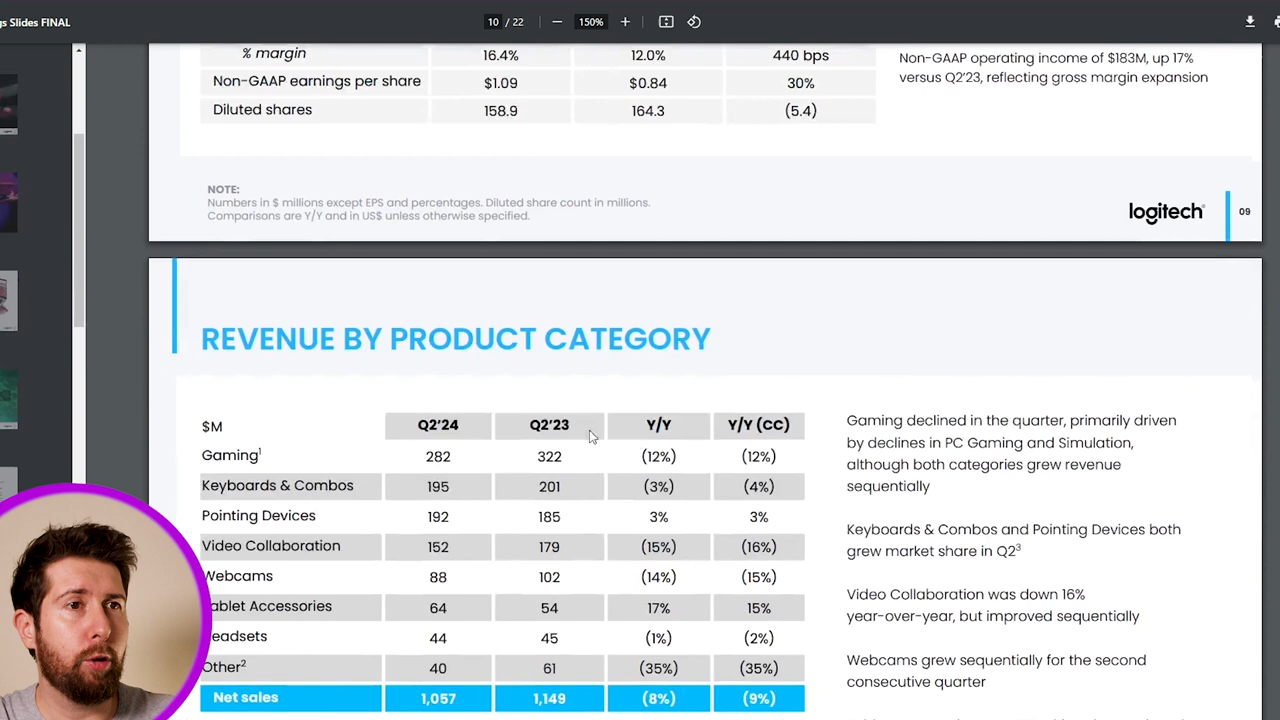 gs Slides FINAL
10 / 22
150%
% margin 16.4% 12.0% 440 bps
Non-GAAP earnings per share $1.09 $0.84 30%
Diluted shares 158.9 164.3 (5.4)
Non-GAAP operating income of $183M, up 17%
versus Q2'23, reflecting gross margin expansion
NOTE:
Numbers in $ millions except EPS and percentages. Diluted share count in millions.
Comparisons are Y/Y and in US$ unless otherwise specified.
logitech
09
REVENUE BY PRODUCT CATEGORY
$M Q2'24 Q2'23 Y/Y Y/Y (CC)
Gaming1 282 322 (12%) (12%)
Keyboards & Combos 195 201 (3%) (4%)
Pointing Devices 192 185 3% 3%
Video Collaboration 152 179 (15%) (16%)
Webcams 88 102 (14%) (15%)
ablet Accessories 64 54 17% 15%
eadsets 44 45 (1%) (2%)
Other2 40 61 (35%) (35%)
Net sales 1,057 1,149 (8%) (9%)
Gaming declined in the quarter, primarily driven
by declines in PC Gaming and Simulation,
although both categories grew revenue
sequentially
Keyboards & Combos and Pointing Devices both
grew market share in Q23
Video Collaboration was down 16%
year-over-year, but improved sequentially
Webcams grew sequentially for the second
consecutive quarter